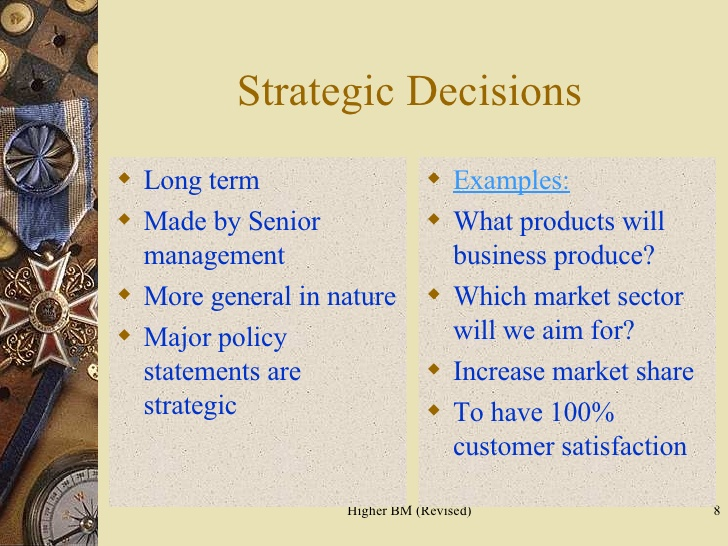 Strategic Decisions
Long term
Made by Senior
management
More general in nature
Major policy
statements are
strategic
Examples:
What products will
business produce?
Which market sector
will we aim for?
Increase market share
To have 100%
customer satisfaction
Higher BM (Revised)
8